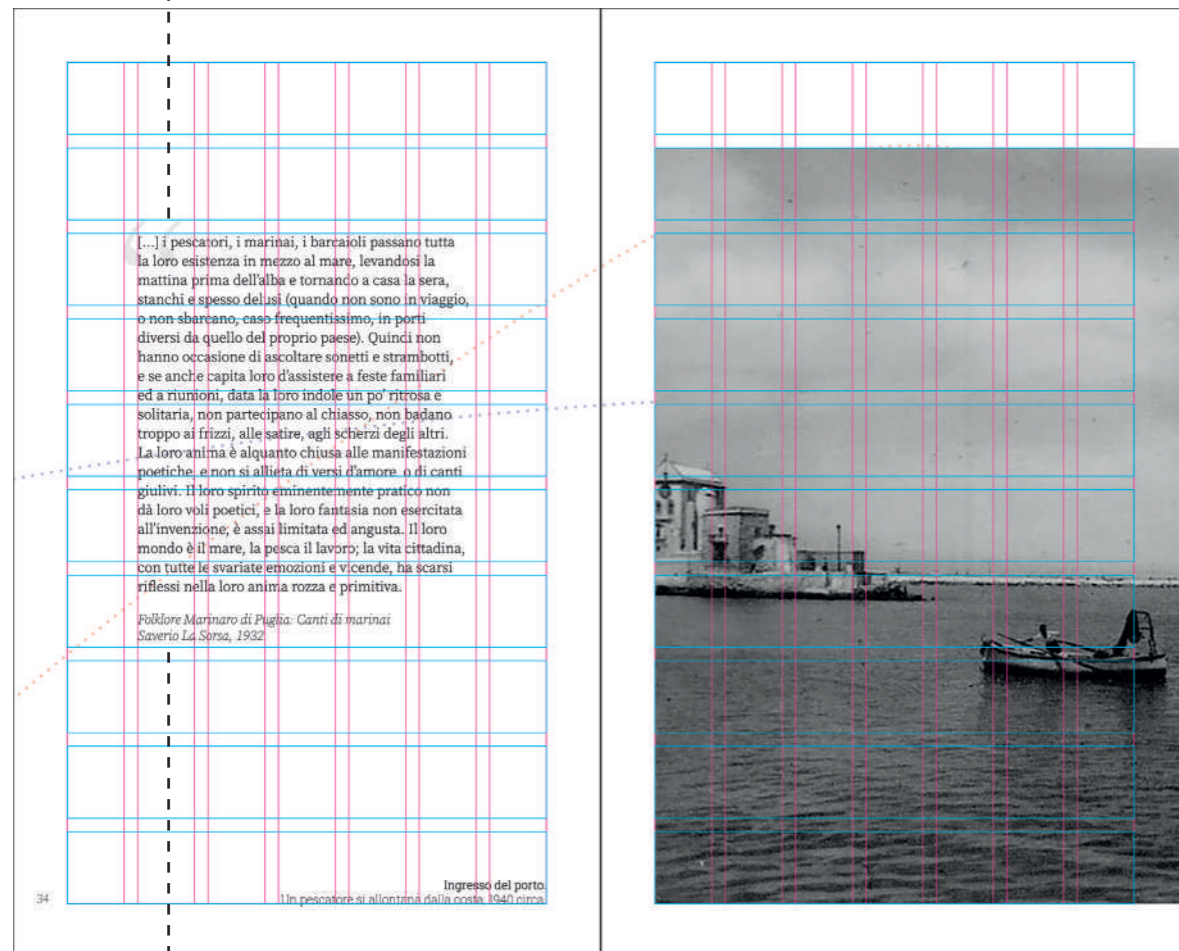 [...] i pescatori, i marinai, i barcaioli passano tutta
la loro esistenza in mezzo al mare, levandosi la
mattina prima dell'alba e tornando a casa la sera,
stanchi e spesso delusi (quando non sono in viaggio,
o non sbarcano, caso frequentissimo, in porti
diversi da quello del proprio paese). Quindi non
hanno occasione di ascoltare sonetti e strambotti,
e se anche capita loro d'assistere a feste familiari
ed a riunioni, data la loro indole un po' ritrosa e
solitaria, non partecipano al chiasso, non badano
troppo ai frizzi, alle satire, agli scherzi degli altri.
La loro anima è alquanto chiusa alle manifestazioni
poetiche, e non si allieta di versi d'amore, o di canti
giulivi. Il loro spirito eminentemente pratico non
dà loro voli poetici, e la loro fantasia non esercitata
all'invenzione, è assai limitata ed angusta. Il loro
mondo è il mare, la pesca il lavoro; la vita cittadina,
con tutte le svariate emozioni e vicende, ha scarsi
riflessi nella loro anima rozza e primitiva.
Folklore Marinaro di Puglia: Canti di marinai
Saverio La Sorsa, 1932
Ingresso del porto.
34
Un pescatore si allontana dalla costa, 1940 circa.